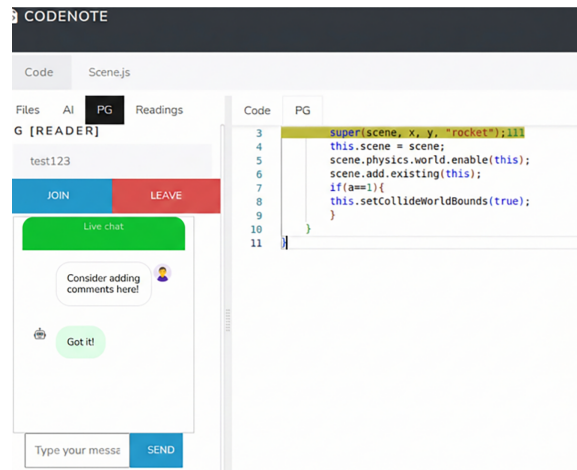 CODENOTE
Code Scene.js
Files AI PG Readings
G [READER]
test123
JOIN LEAVE
Live chat
Consider adding
comments here!
Got it!
Type your messa SEND
Code PG
3 super(scene, x, y, "rocket");111
4 this.scene = scene;
5 scene.physics.world.enable(this);
6 scene.add.existing(this);
7 if(a==1){
8 this.setCollideWorldBounds(true);
9 }
10 }
11 }